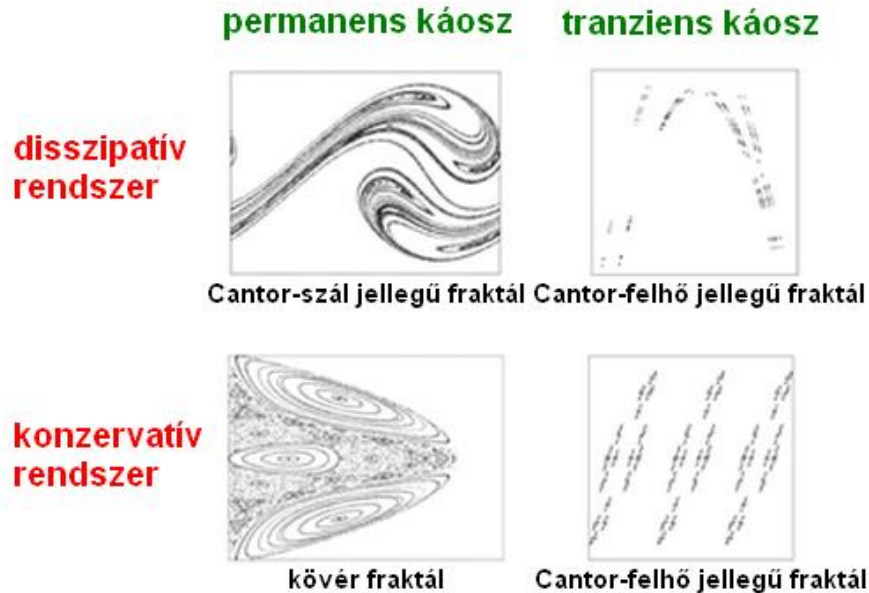 permanens káosz
tranziens káosz
disszipatív
rendszer
Cantor-szál jellegű fraktál
Cantor-felhő jellegű fraktál
konzervatív
rendszer
kövér fraktál
Cantor-felhő jellegű fraktál